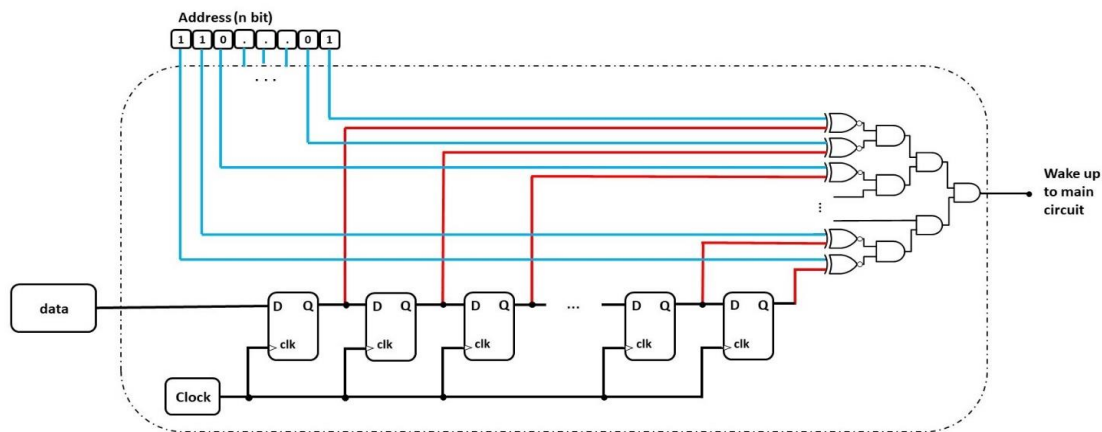 Address (n bit)
1 1 0 . . . 0 1
. . .
Wake up
to main
circuit
...
data
D Q
clk
D Q
clk
D Q
clk
...
D Q
clk
D Q
clk
Clock